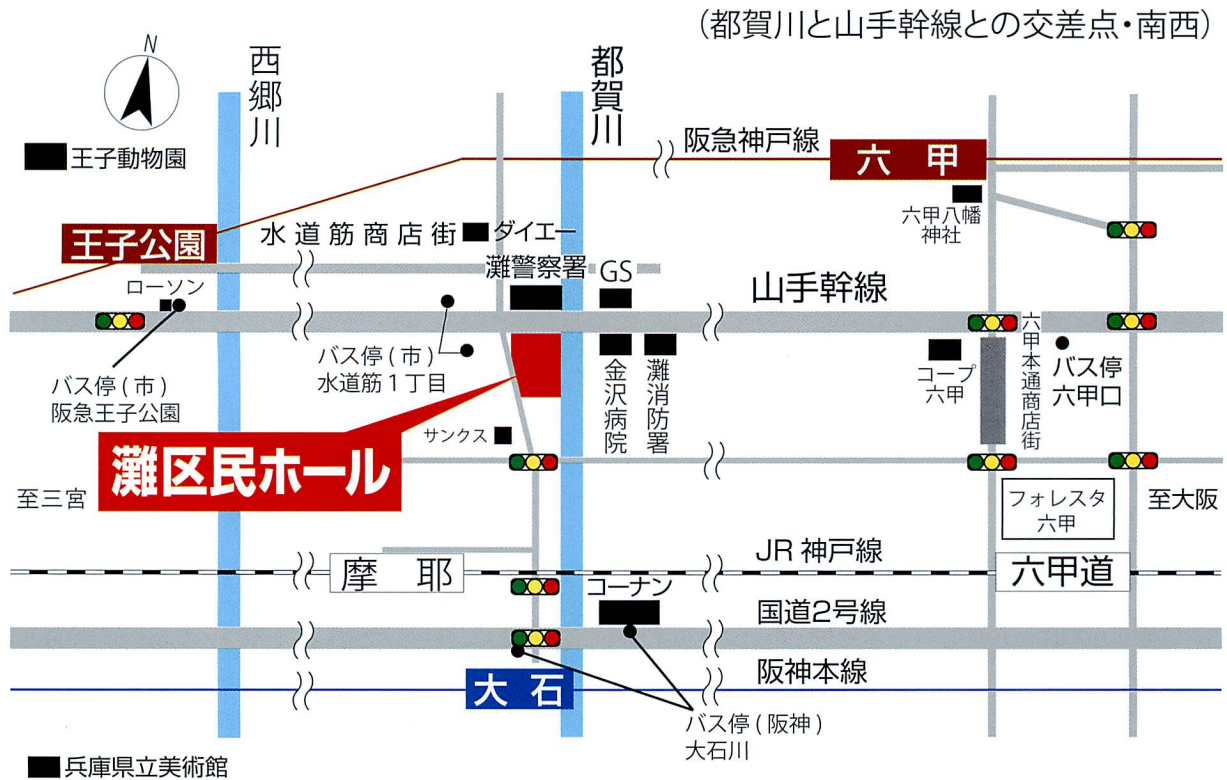 (都賀川と山手幹線との交差点・南西)
N
西郷川
都賀川
王子動物園
阪急神戸線
六甲
六甲八幡
神社
王子公園
水道筋商店街
ダイエー
灘警察署
GS
ローソン
山手幹線
バス停(市)
阪急王子公園
バス停(市)
水道筋1丁目
金沢病院
灘消防署
コープ
六甲
六甲本通商店街
バス停
六甲口
サンクス
灘区民ホール
至三宮
フォレスタ
六甲
至大阪
JR神戸線
摩耶
六甲道
コーナン
国道2号線
大石
阪神本線
バス停(阪神)
大石川
兵庫県立美術館